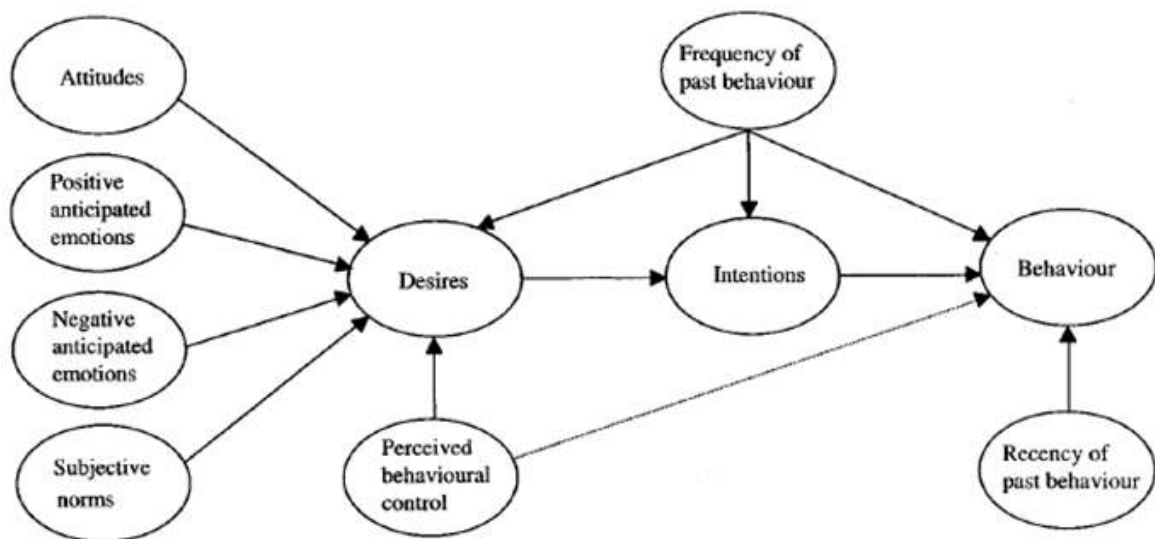 Attitudes
Frequency of
past behaviour
Positive
anticipated
emotions
Desires
Intentions
Behaviour
Negative
anticipated
emotions
Subjective
norms
Perceived
behavioural
control
Recency of
past behaviour